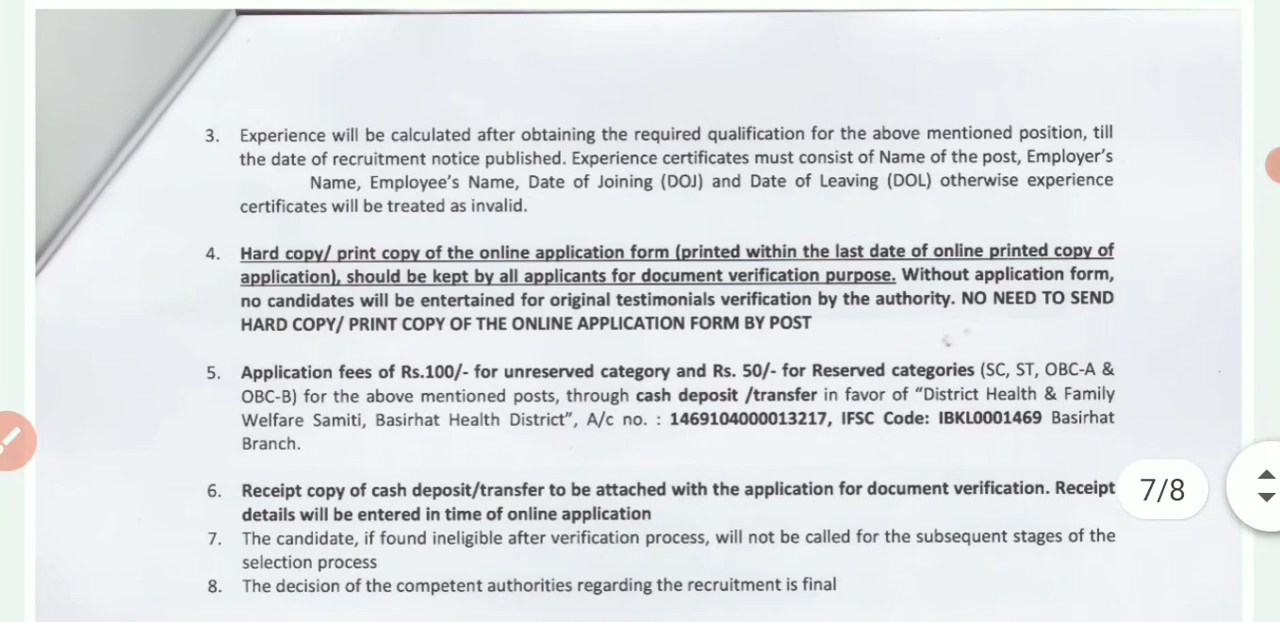 3. Experience will be calculated after obtaining the required qualification for the above mentioned position, till
the date of recruitment notice published. Experience certificates must consist of Name of the post, Employer's
Name, Employee's Name, Date of Joining (DOJ) and Date of Leaving (DOL) otherwise experience
certificates will be treated as invalid.
4. Hard copy/ print copy of the online application form (printed within the last date of online printed copy of
application), should be kept by all applicants for document verification purpose. Without application form,
no candidates will be entertained for original testimonials verification by the authority. NO NEED TO SEND
HARD COPY/ PRINT COPY OF THE ONLINE APPLICATION FORM BY POST
5. Application fees of Rs.100/- for unreserved category and Rs. 50/- for Reserved categories (SC, ST, OBC-A &
OBC-B) for the above mentioned posts, through cash deposit /transfer in favor of "District Health & Family
Welfare Samiti, Basirhat Health District", A/c no. : 1469104000013217, IFSC Code: IBKL0001469 Basirhat
Branch.
6. Receipt copy of cash deposit/transfer to be attached with the application for document verification. Receipt
details will be entered in time of online application
7/8
7. The candidate, if found ineligible after verification process, will not be called for the subsequent stages of the
selection process
8. The decision of the competent authorities regarding the recruitment is final